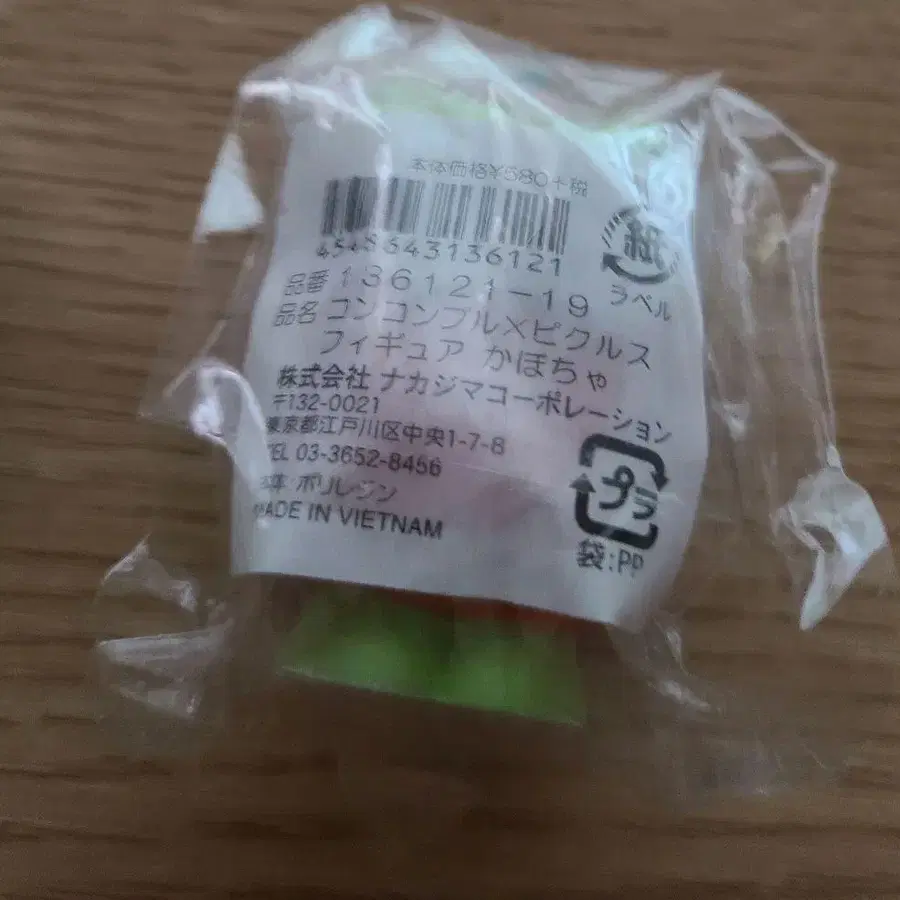 本体価格¥580+税
4548643136121
紙
ラベル
品番 136121-19
品名 コンコンブル×ピクルス
フィギュア かぼちゃ
株式会社 ナカジマコーポレーション
〒132-0021
東京都江戸川区中央1-7-8
TEL 03-3652-8456
本体:ポリレジン
MADE IN VIETNAM
プラ
袋:PP